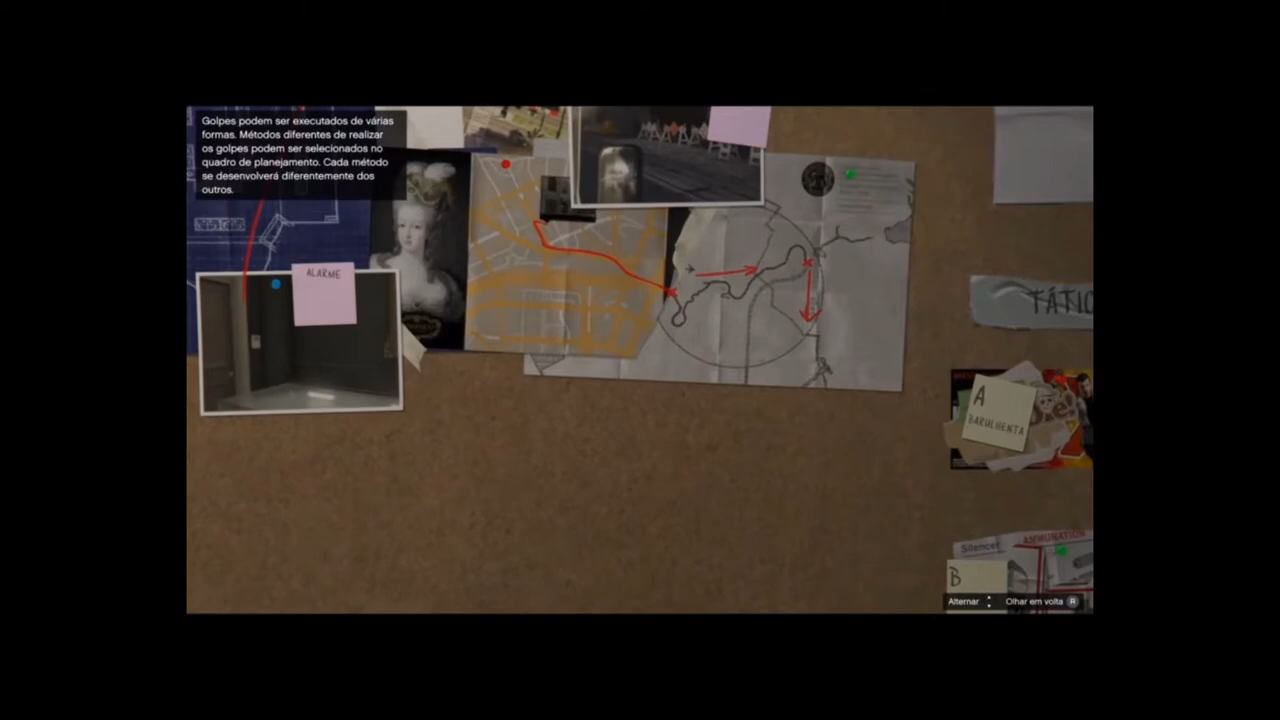 Golpes podem ser executados de várias
formas. Métodos diferentes de realizar
os golpes podem ser selecionados no
quadro de planejamento. Cada método
se desenvolverá diferentemente dos
outros.
ALARME
TÁTIC
A
BARULHENTA
Silencer
AMMUNATION
B
Alternar
Olhar em volta R